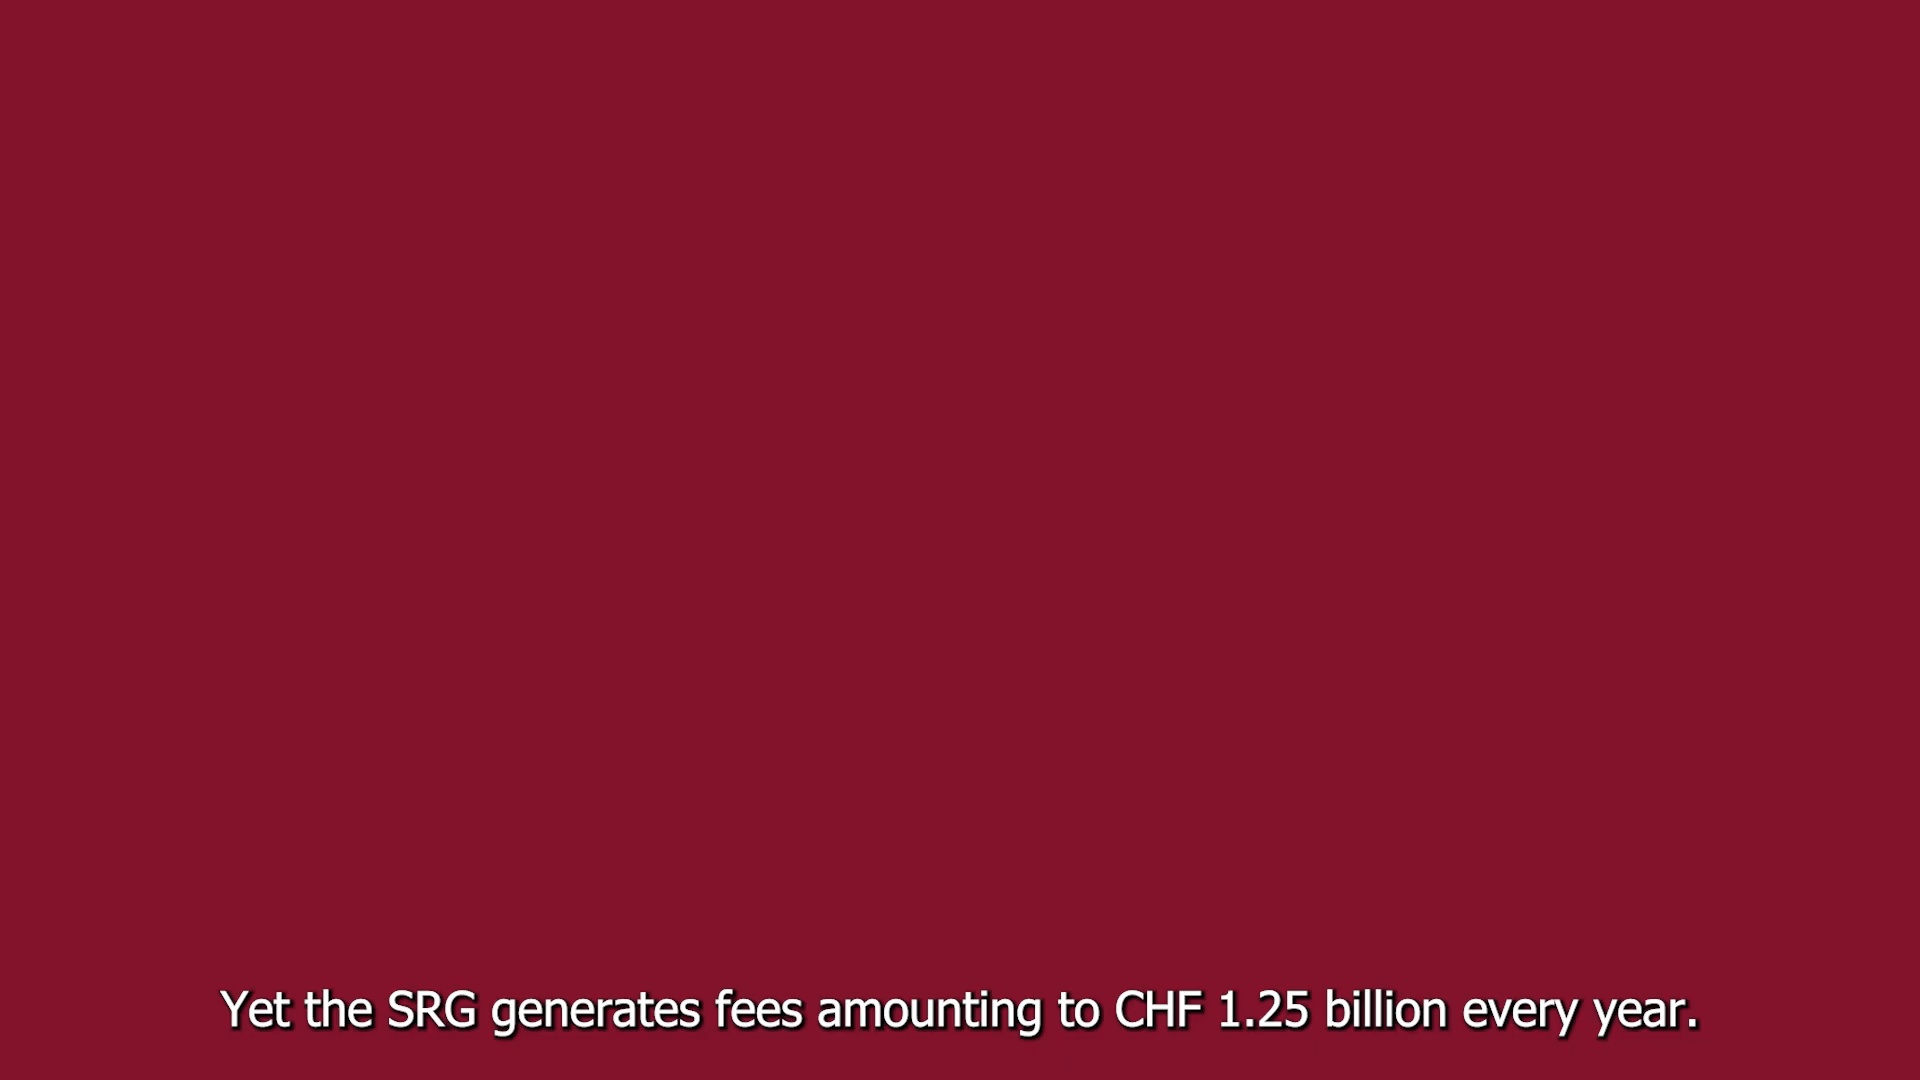 Yet the SRG generates fees amounting to CHF 1.25 billion every year.